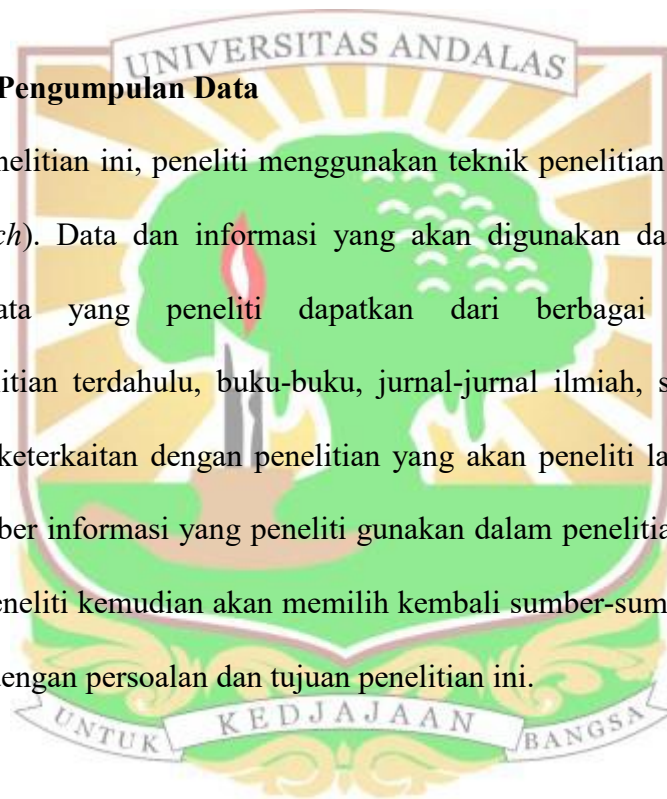 UNIVERSITAS ANDALAS
Pengumpulan Data
nelitian ini, peneliti menggunakan teknik penelitian
ch). Data dan informasi yang akan digunakan da
ata yang peneliti dapatkan dari berbagai
litian terdahulu, buku-buku, jurnal-jurnal ilmiah, s
keterkaitan dengan penelitian yang akan peneliti la
ber informasi yang peneliti gunakan dalam penelitia
eneliti kemudian akan memilih kembali sumber-sum
dengan persoalan dan tujuan penelitian ini.
UNTUK KEDJAJAAN BANGSA